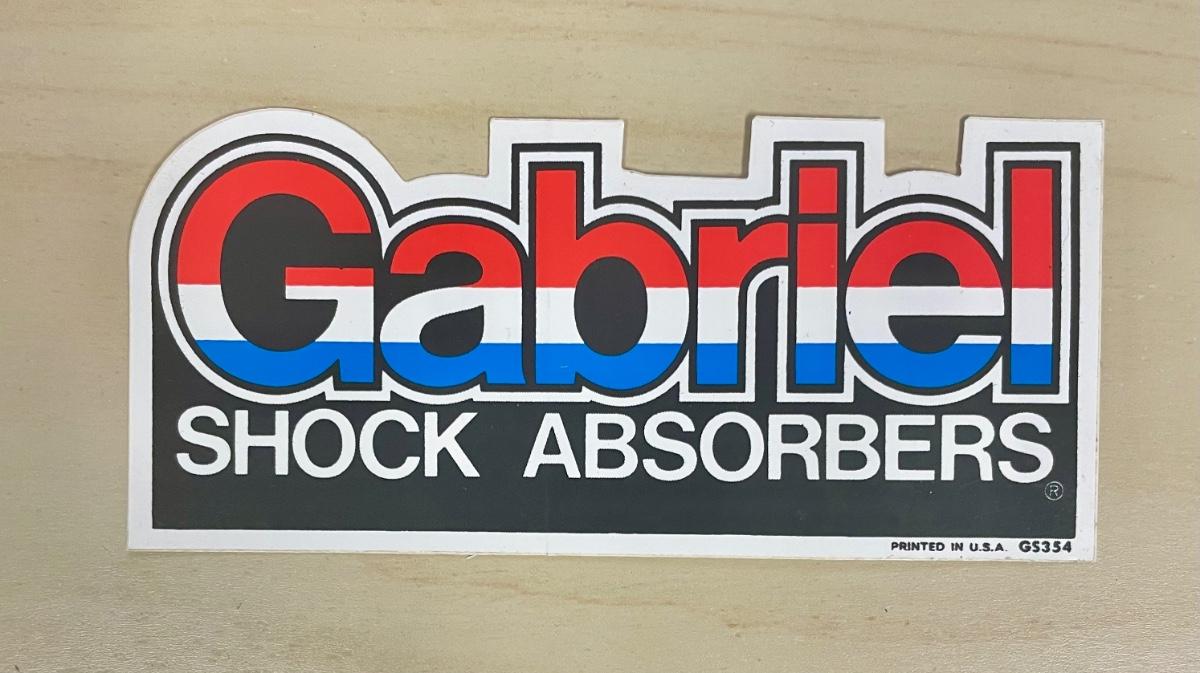 Gabriel
SHOCK ABSORBERS
®
PRINTED IN U.S.A. GS354